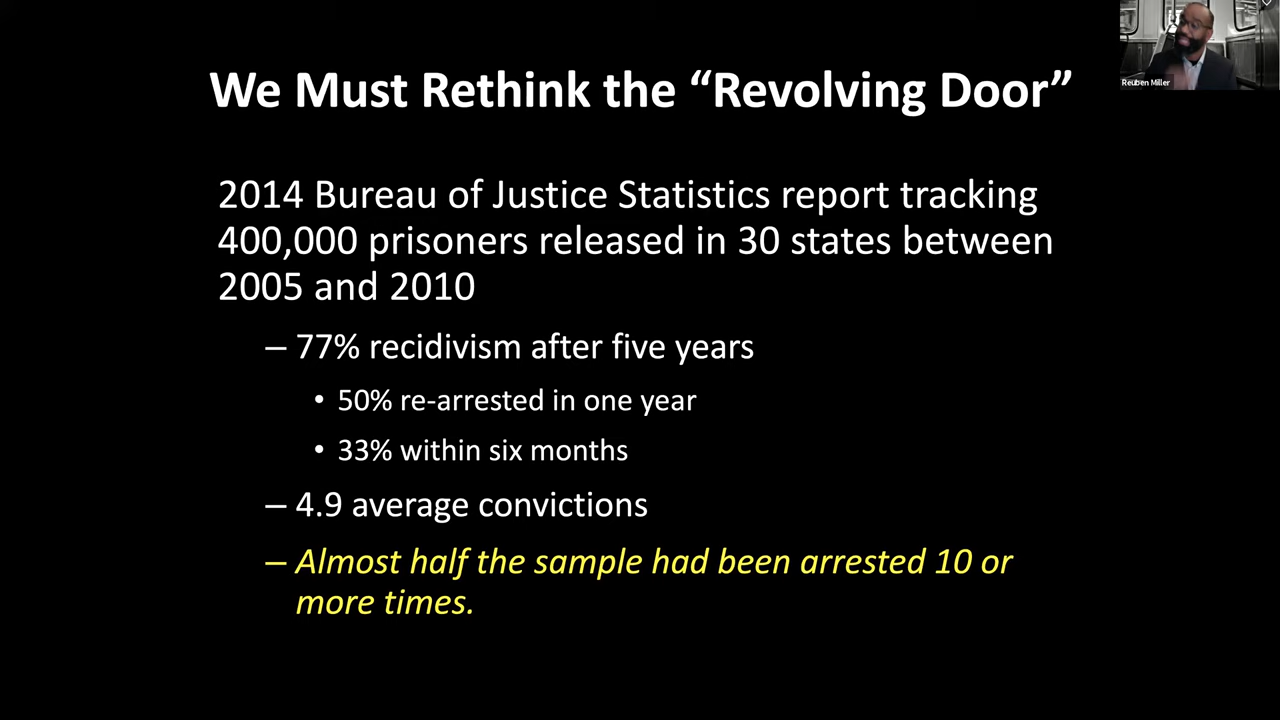 Reuben Miller
We Must Rethink the “Revolving Door”
2014 Bureau of Justice Statistics report tracking
400,000 prisoners released in 30 states between
2005 and 2010
– 77% recidivism after five years
• 50% re-arrested in one year
• 33% within six months
– 4.9 average convictions
– Almost half the sample had been arrested 10 or
more times.